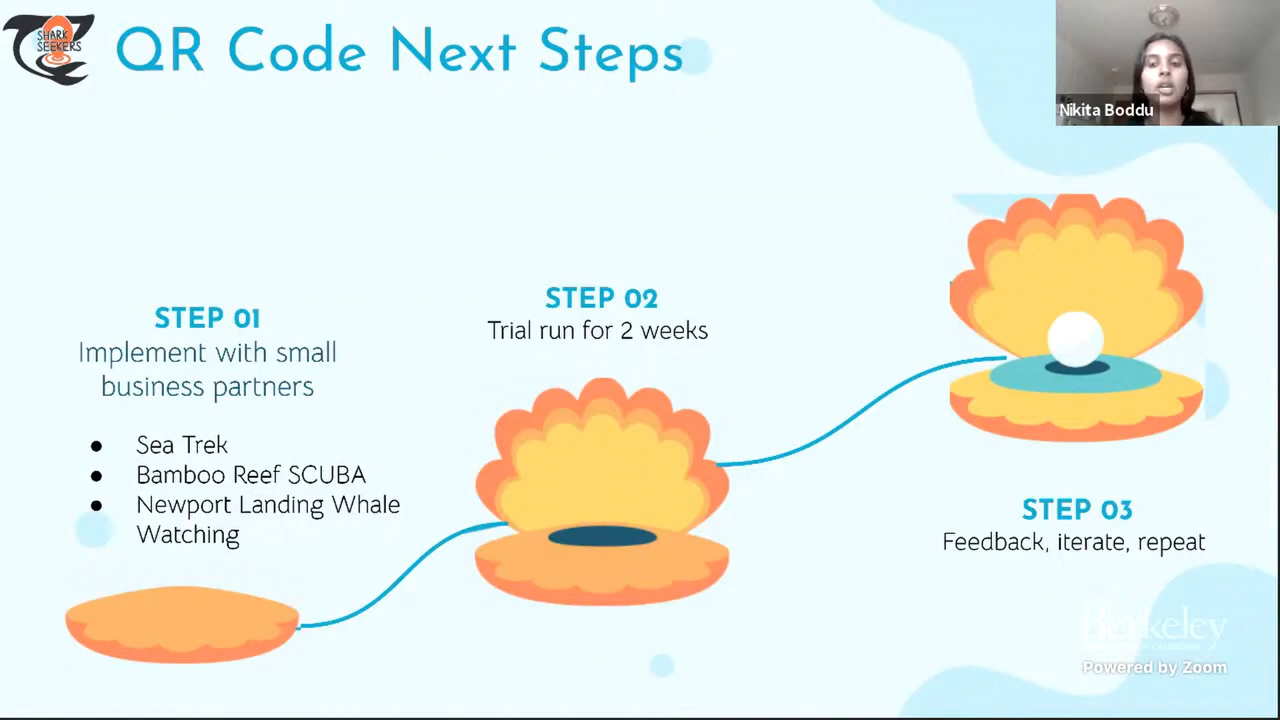 SHARK
SEEKERS
QR Code Next Steps
Nikita Boddu
STEP 01
Implement with small
business partners
● Sea Trek
● Bamboo Reef SCUBA
● Newport Landing Whale
Watching
STEP 02
Trial run for 2 weeks
STEP 03
Feedback, iterate, repeat
Berkeley
Powered by Zoom